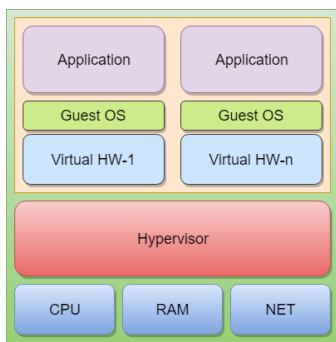 Application
Application
Guest OS
Guest OS
Virtual HW-1
Virtual HW-n
Hypervisor
CPU
RAM
NET